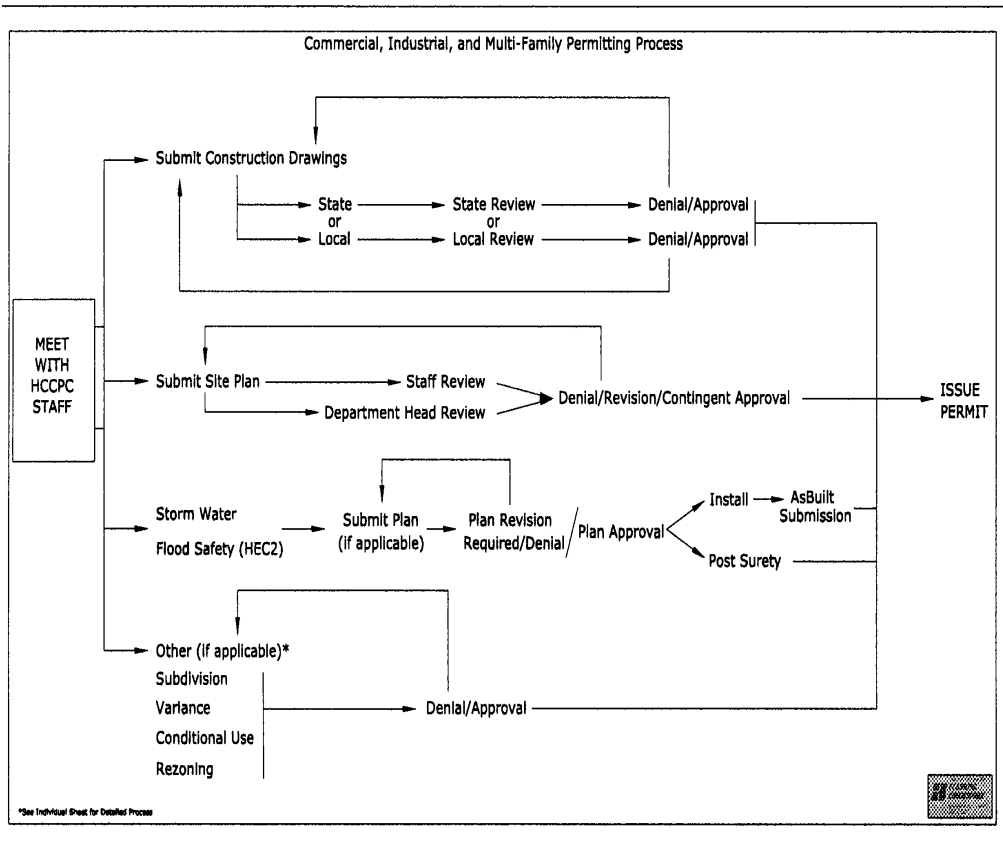 Commercial, Industrial, and Multi-Family Permitting Process
Submit Construction Drawings
State
State Review
Denial/Approval
or
or
Local
Local Review
Denial/Approval
MEET
WITH
HCCPC
STAFF
Submit Site Plan
Staff Review
Department Head Review
Denial/Revision/Contingent Approval
ISSUE
PERMIT
Storm Water
Flood Safety (HEC2)
Submit Plan
(if applicable)
Plan Revision
Required/Denial
/
Plan Approval
Install
AsBuilt
Submission
Post Surety
Other (if applicable)*
Subdivision
Variance
Conditional Use
Rezoning
Denial/Approval
*See Individual Sheet for Detailed Process